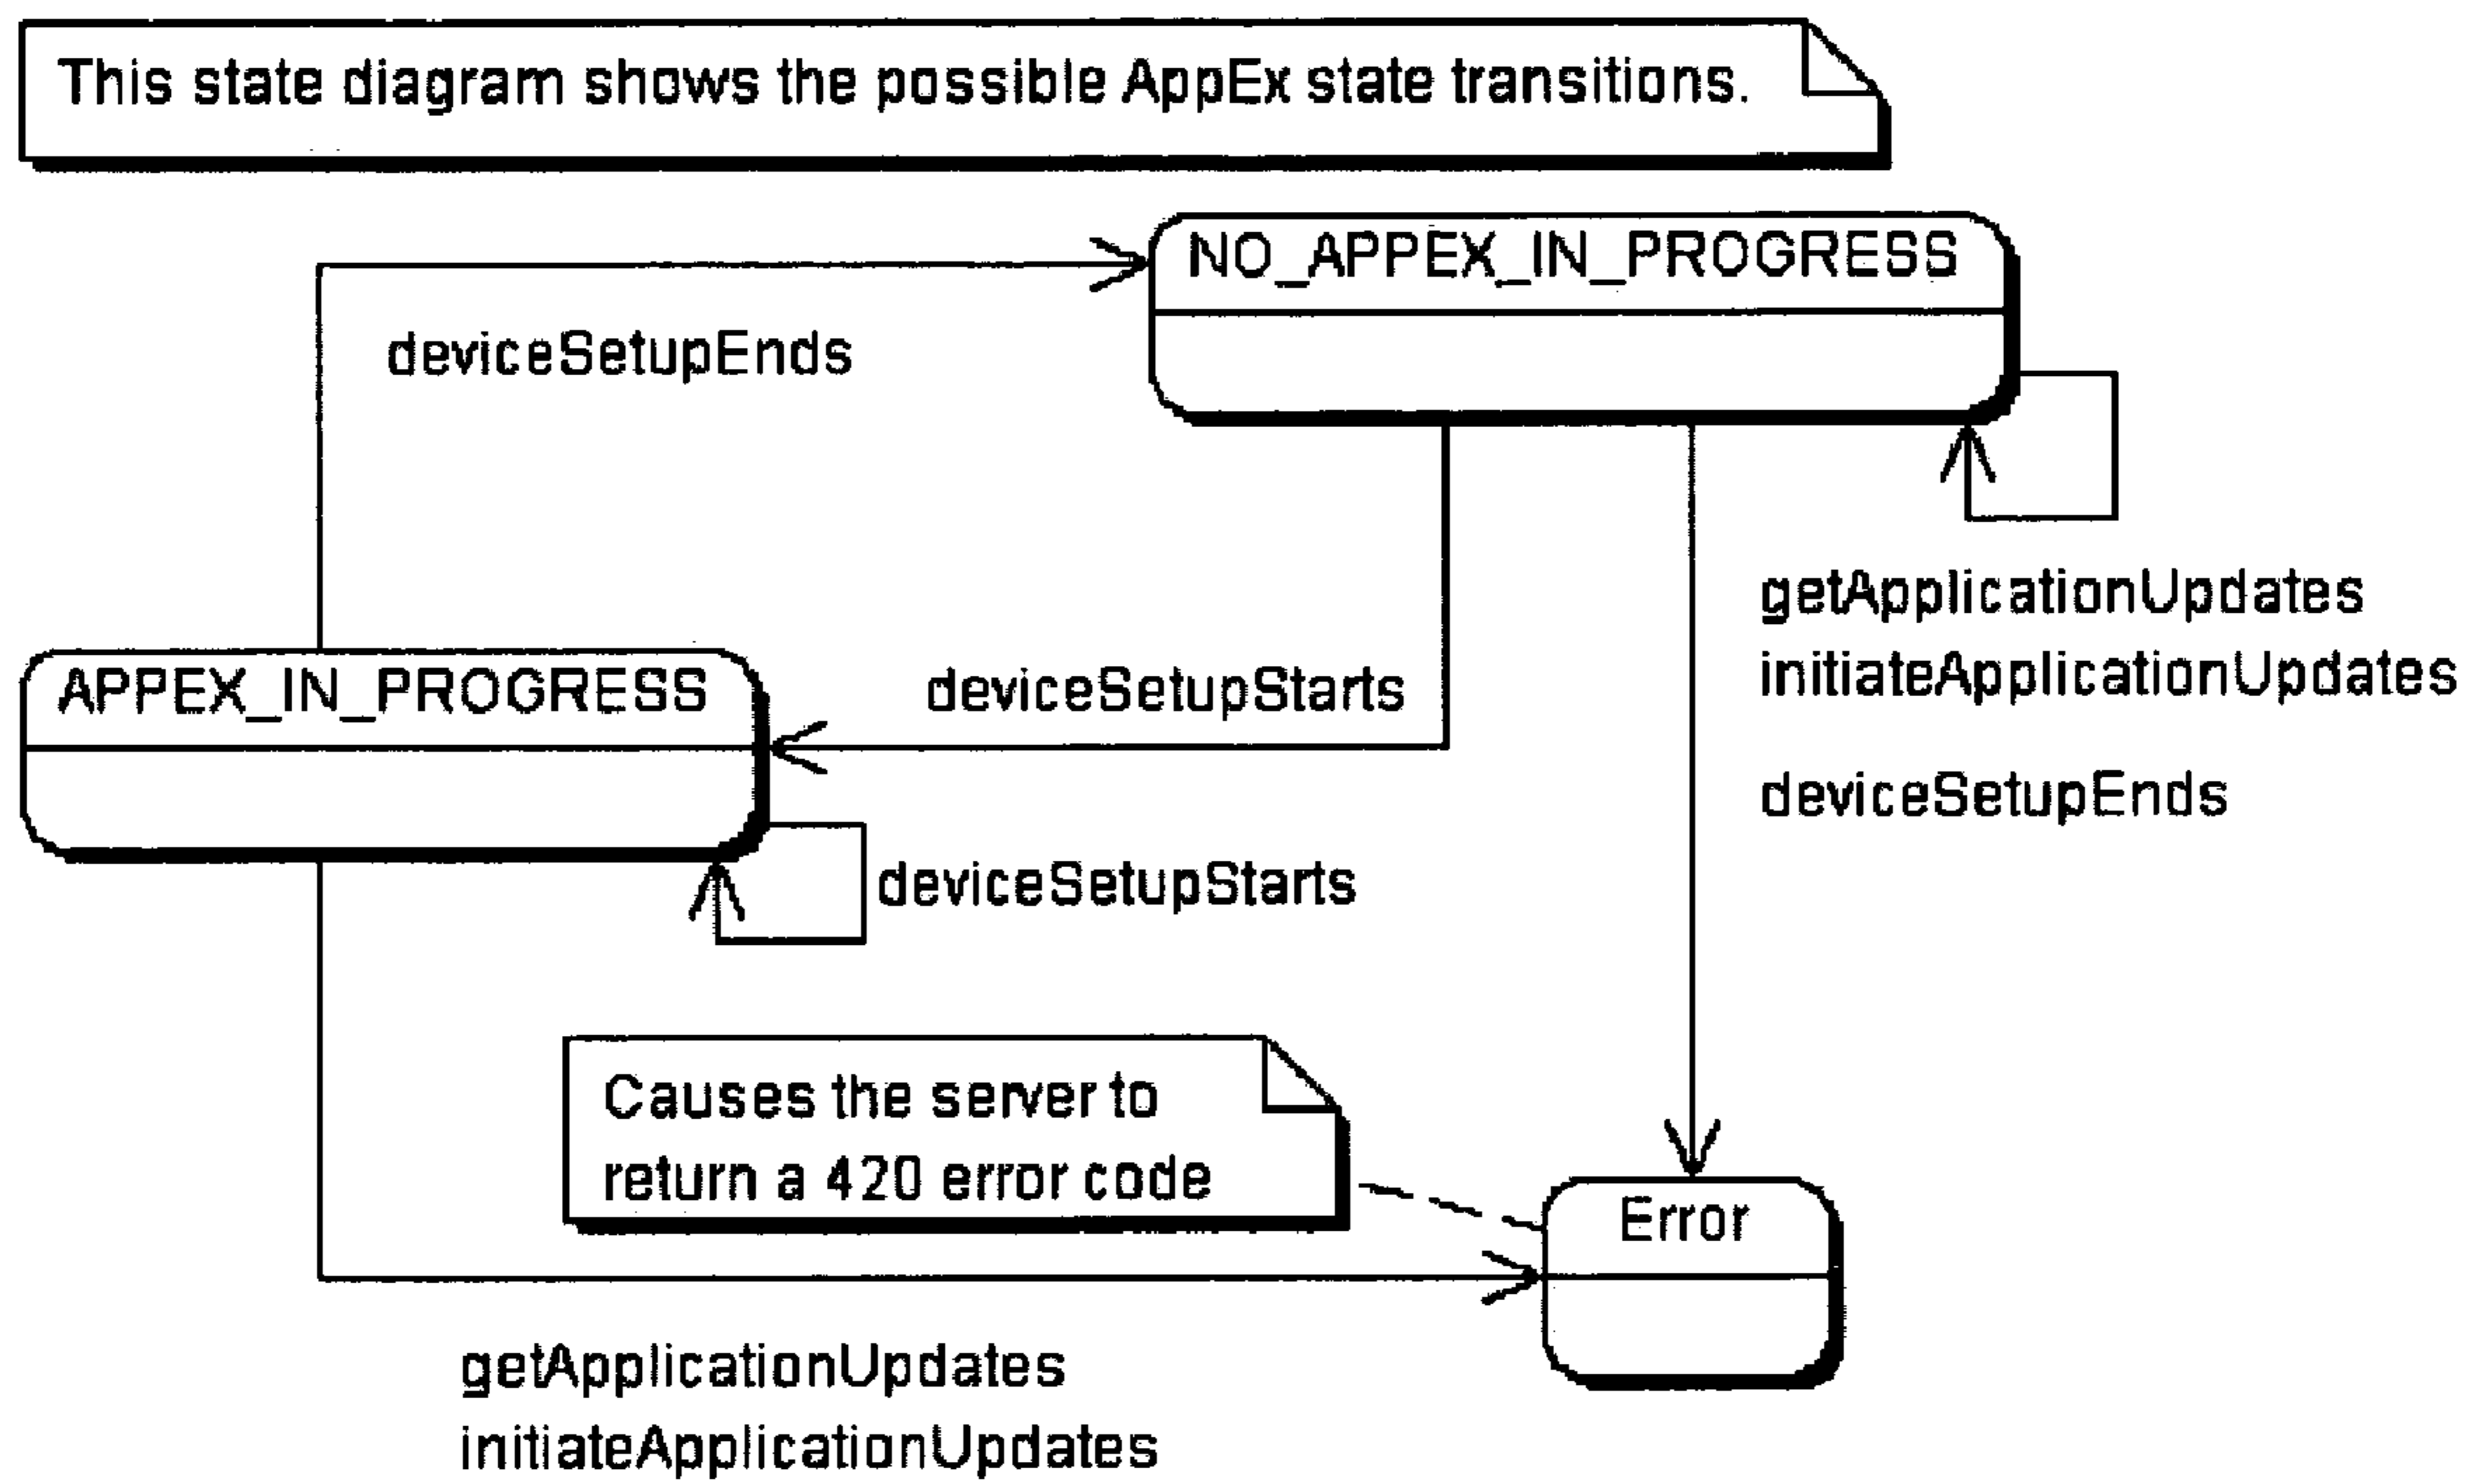 This state diagram shows the possible AppEx state transitions.
NO_APPEX_IN_PROGRESS
deviceSetupEnds
getApplicationUpdates
initiateApplicationUpdates
APPEX_IN_PROGRESS
deviceSetupStarts
deviceSetupEnds
deviceSetupStarts
Causes the server to
return a 420 error code
Error
getApplicationUpdates
initiateApplicationUpdates